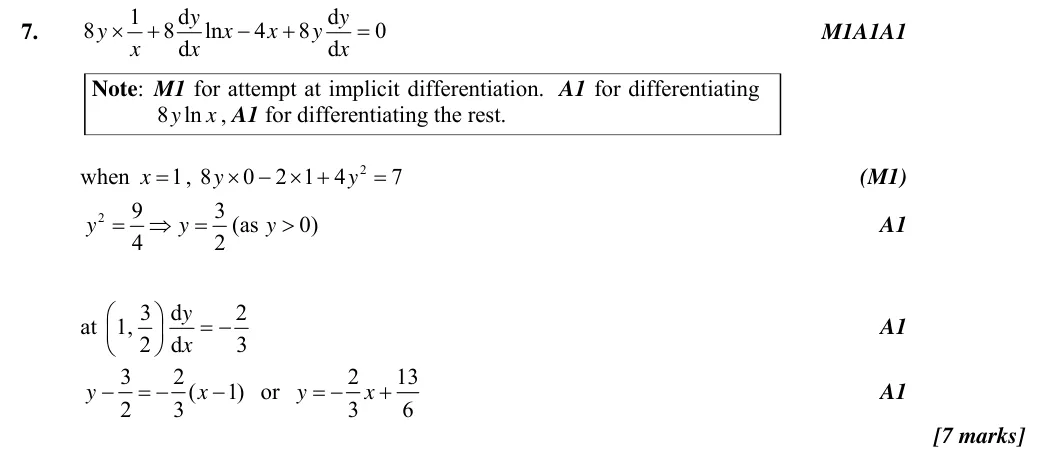 7. 8y × 1/x + 8 dy/dx lnx − 4x + 8y dy/dx = 0 M1A1A1
Note: M1 for attempt at implicit differentiation. A1 for differentiating
8y ln x , A1 for differentiating the rest.
when x = 1 , 8y × 0 − 2 × 1 + 4y² = 7 (M1)
y² = 9/4 ⇒ y = 3/2 (as y > 0) A1
at (1, 3/2) dy/dx = − 2/3 A1
y − 3/2 = − 2/3 (x − 1) or y = − 2/3 x + 13/6 A1
[7 marks]